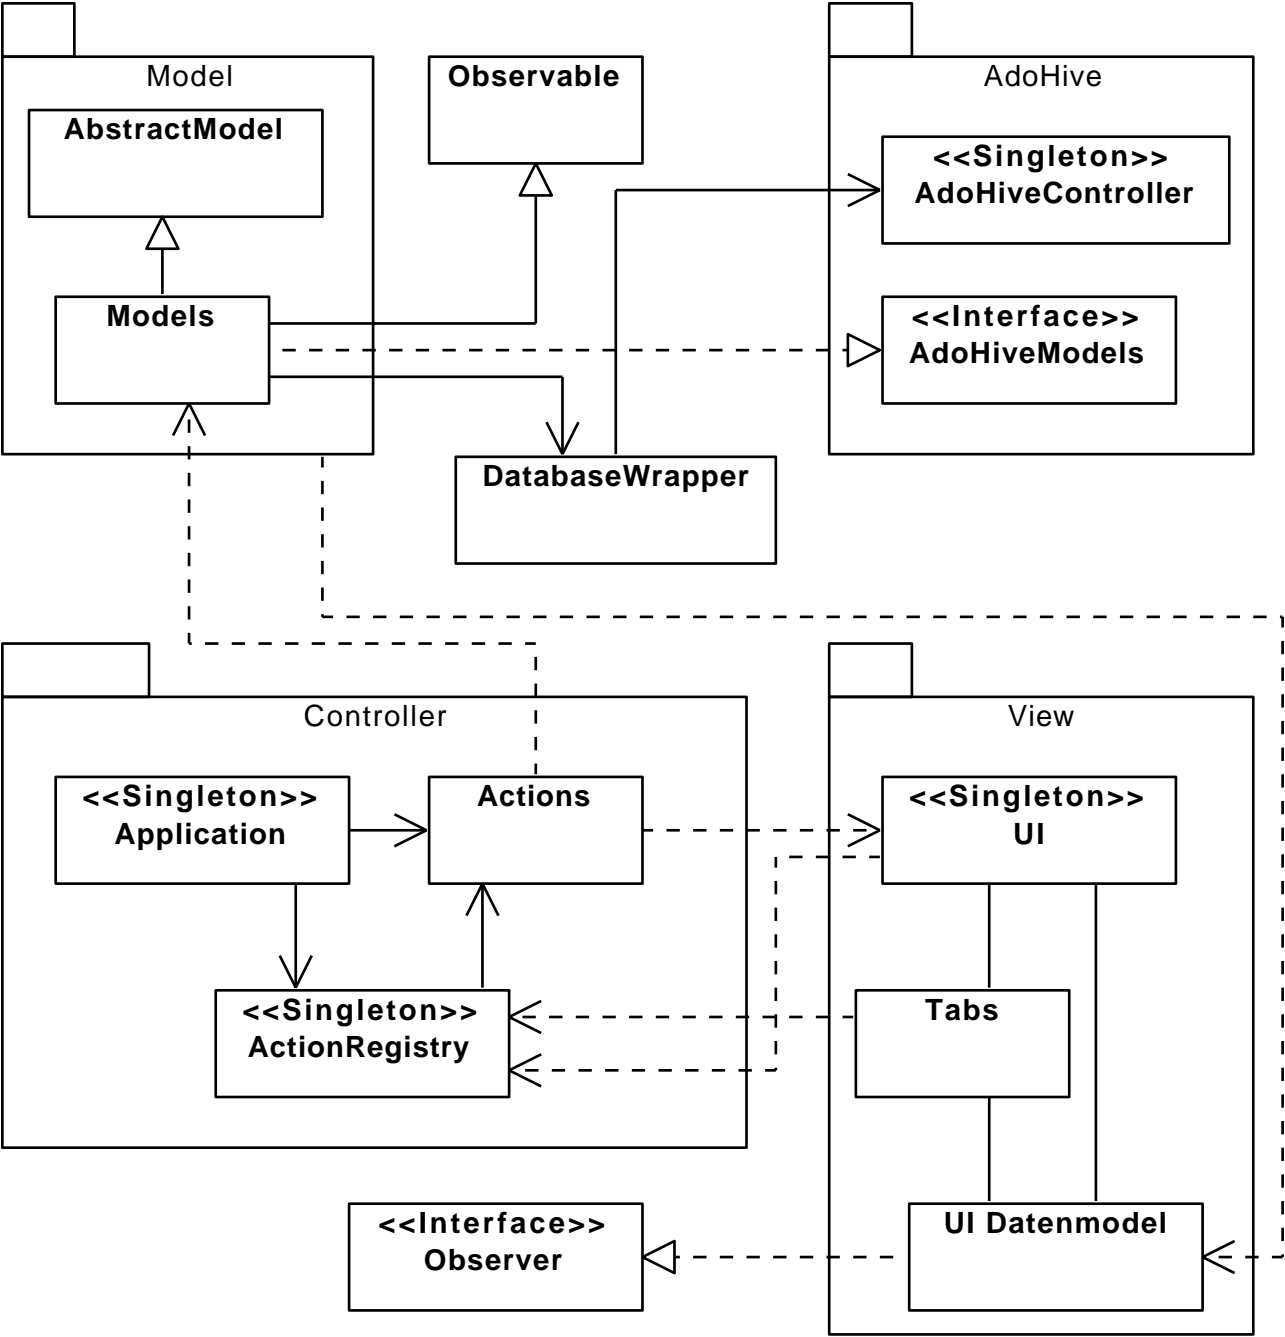 Model
AbstractModel
Models
Observable
AdoHive
<<Singleton>>
AdoHiveController
<<Interface>>
AdoHiveModels
DatabaseWrapper
Controller
<<Singleton>>
Application
Actions
<<Singleton>>
ActionRegistry
View
<<Singleton>>
UI
Tabs
UI Datenmodel
<<Interface>>
Observer